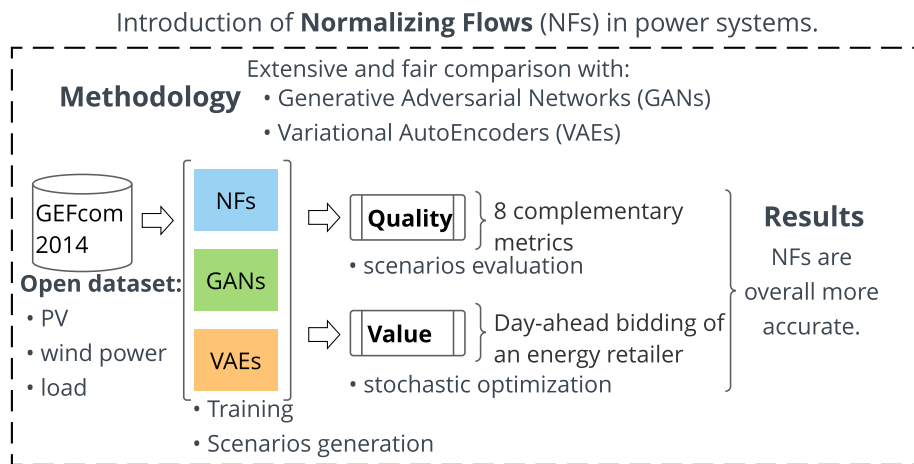 Introduction of Normalizing Flows (NFs) in power systems.
Extensive and fair comparison with:
Methodology
• Generative Adversarial Networks (GANs)
• Variational AutoEncoders (VAEs)
GEFcom
2014
Open dataset:
• PV
• wind power
• load
NFs
GANs
VAEs
• Training
• Scenarios generation
Quality
8 complementary
metrics
• scenarios evaluation
Value
Day-ahead bidding of
an energy retailer
• stochastic optimization
Results
NFs are
overall more
accurate.